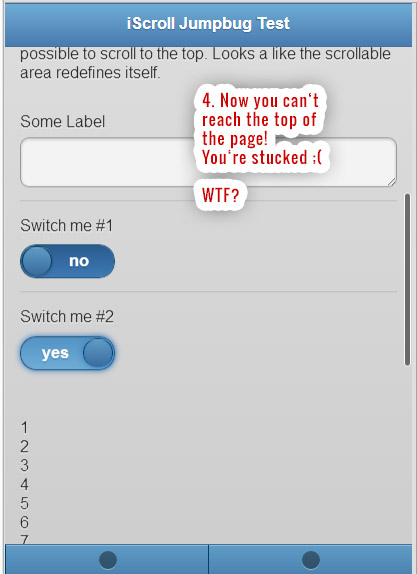 iScroll Jumpbug Test
possible to scroll to the top. Looks a like the scrollable
area redefines itself.
4. Now you can't
reach the top of
the page!
You're stucked ;(
WTF?
Some Label
Switch me #1
no
Switch me #2
yes
1
2
3
4
5
6
7